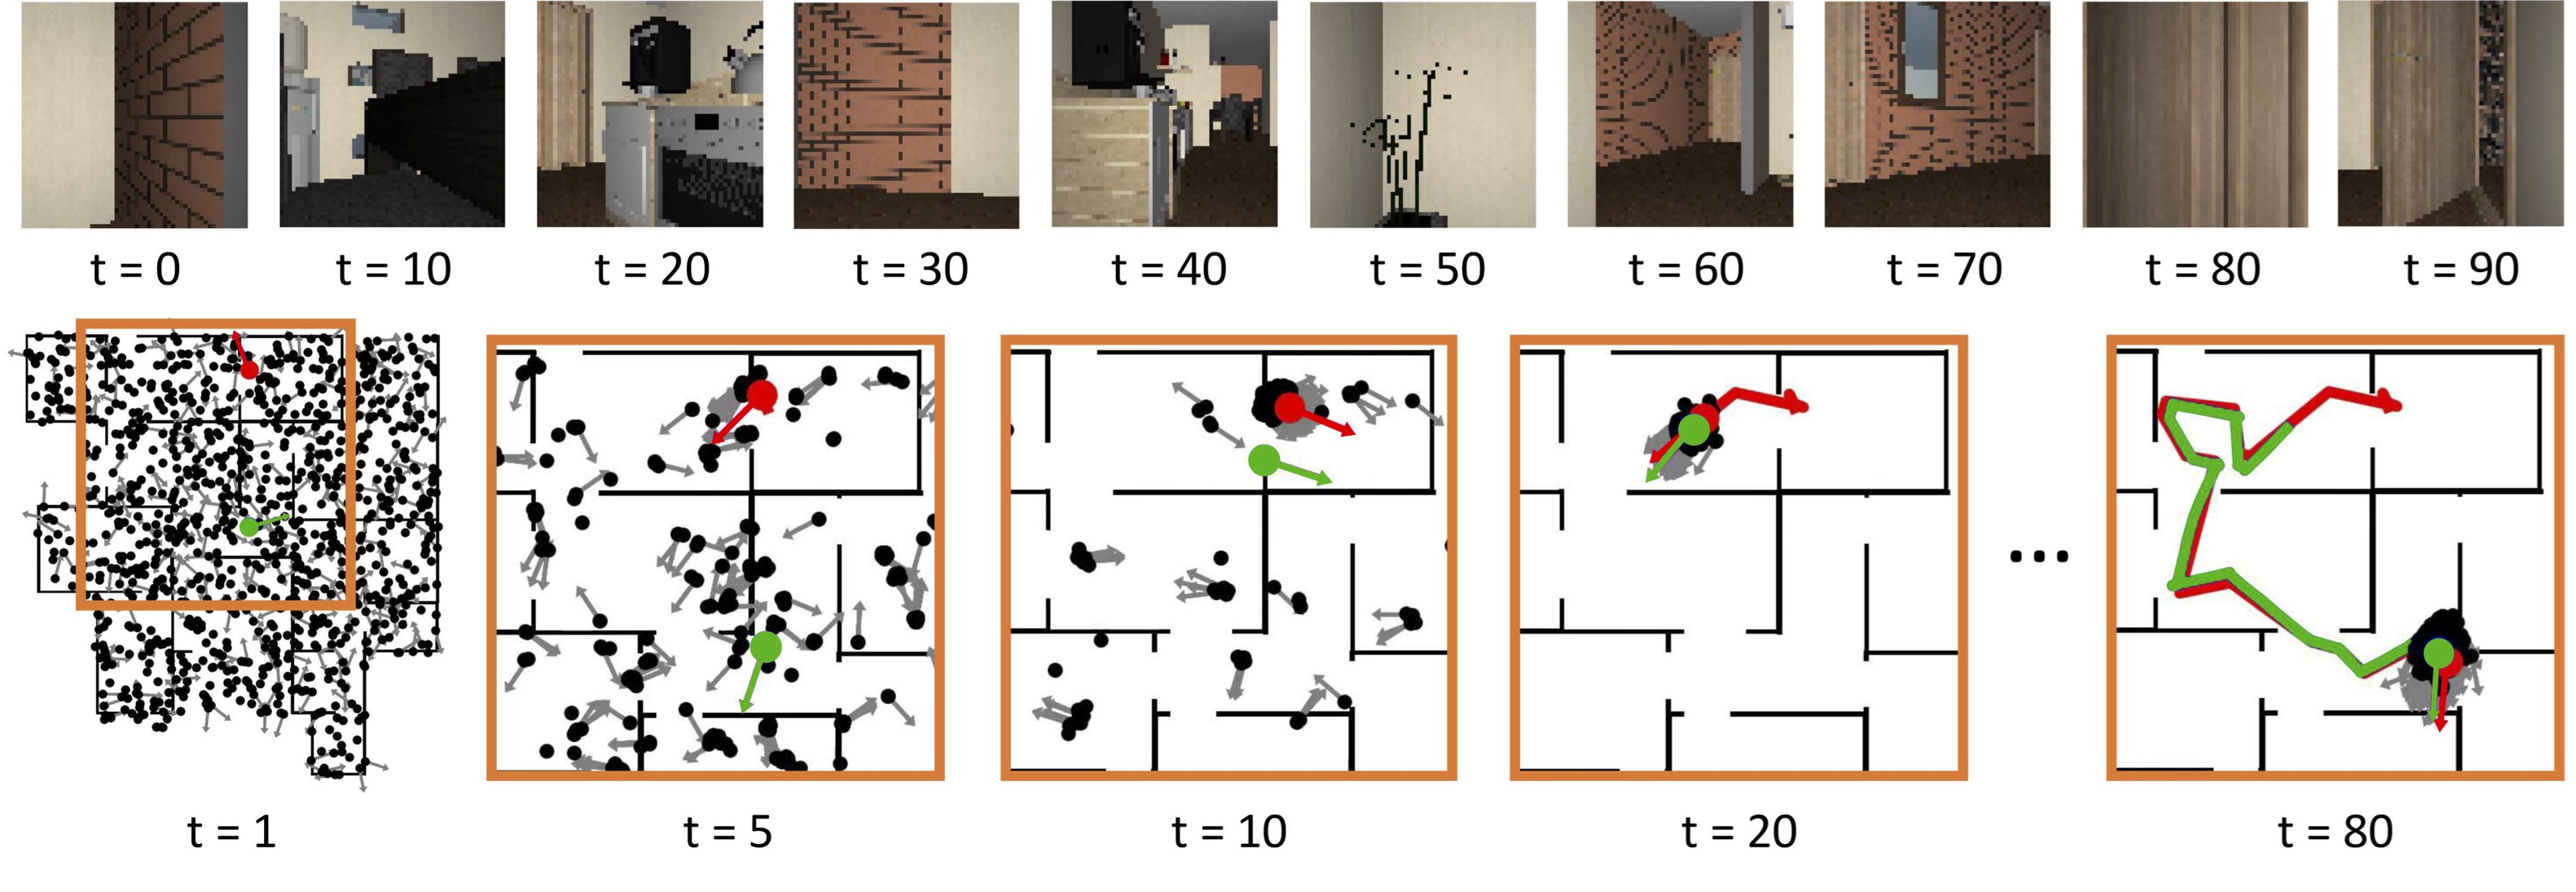 t = 0 t = 10 t = 20 t = 30 t = 40 t = 50 t = 60 t = 70 t = 80 t = 90
...
t = 1 t = 5 t = 10 t = 20 t = 80